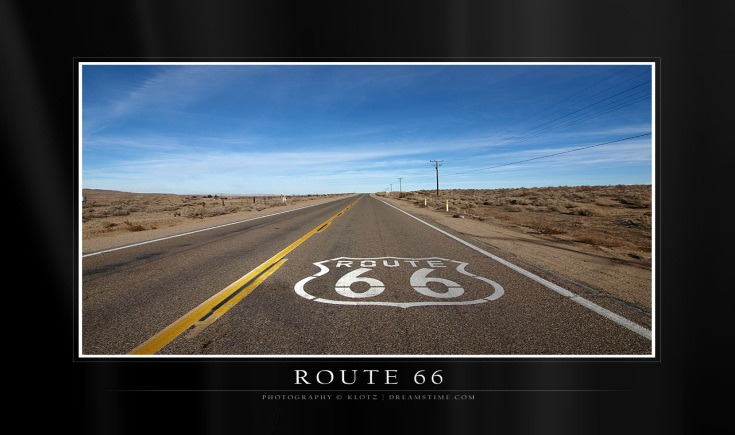 ROUTE
66
ROUTE 66
PHOTOGRAPHY © KLOTZ | DREAMSTIME.COM